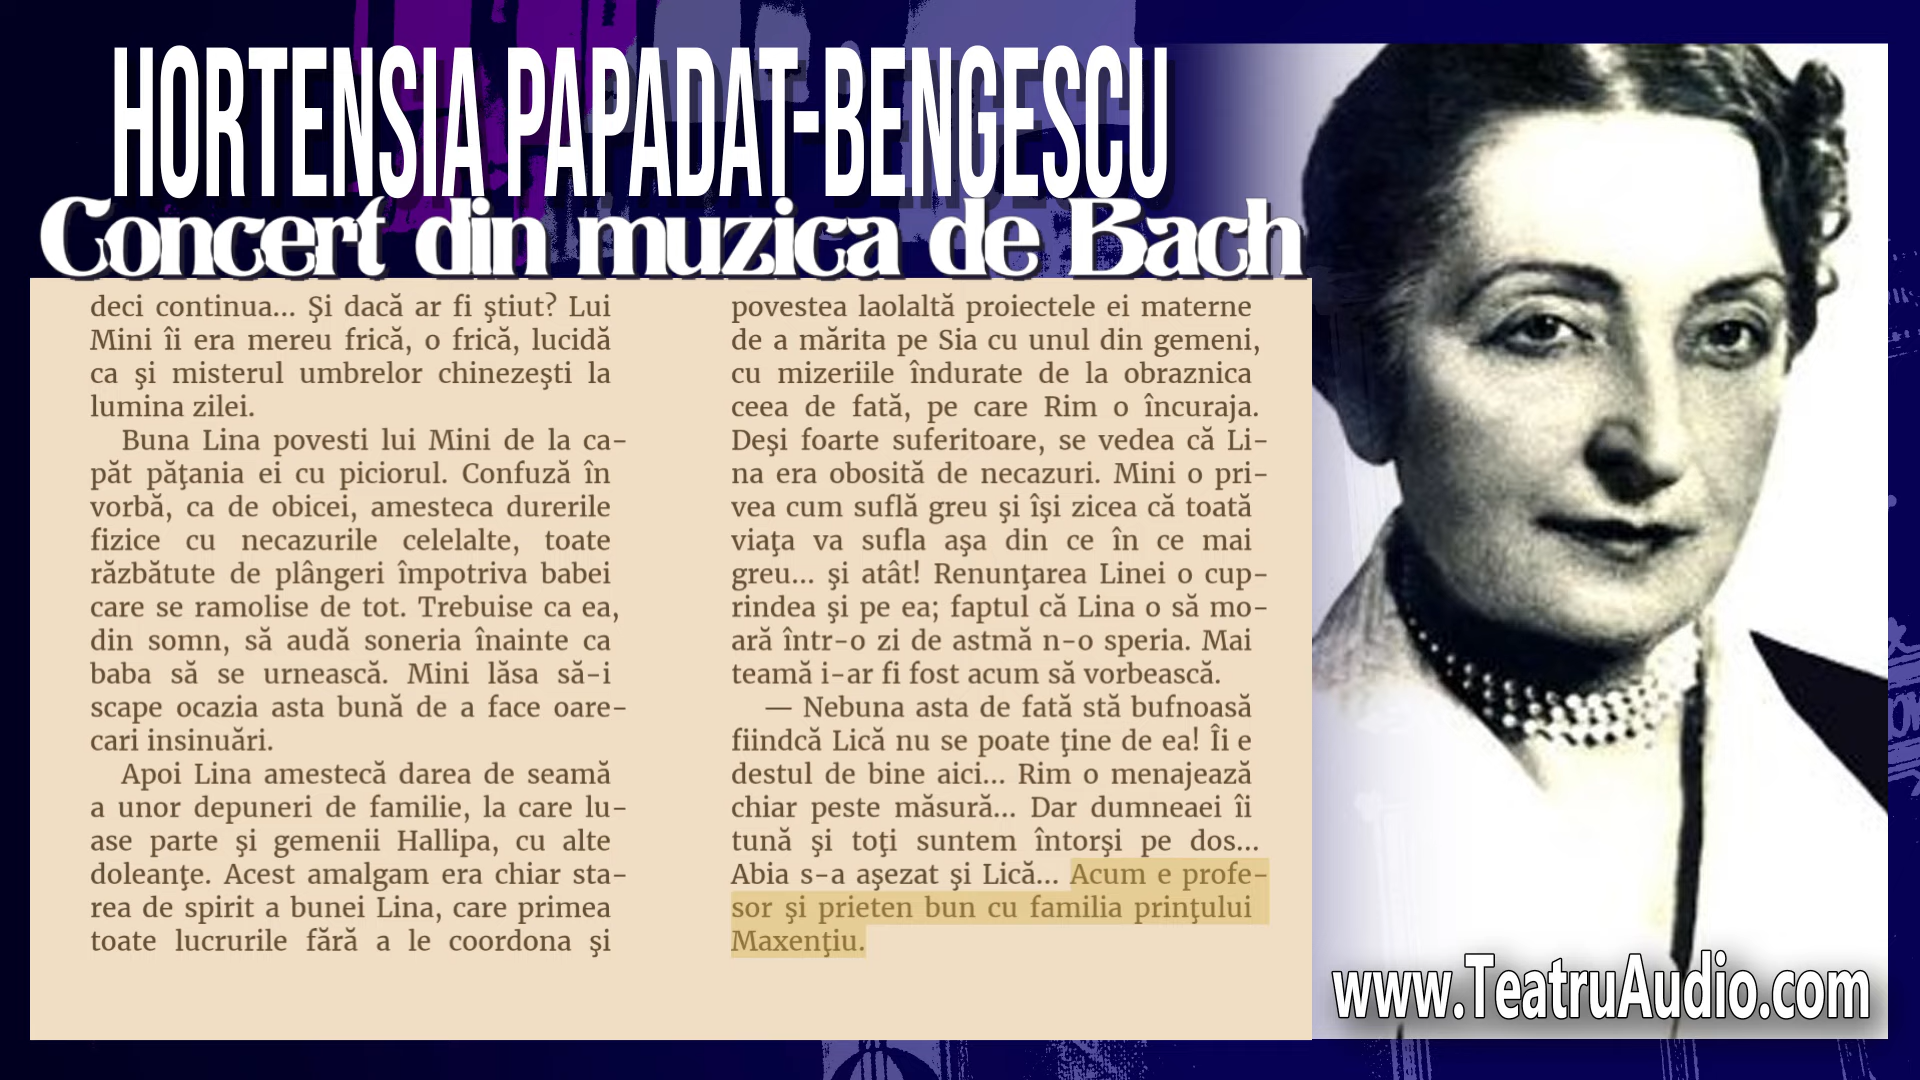 HORTENSIA PAPADAT-BENGESCU
Concert din muzica de Bach
deci continua... Şi dacă ar fi ştiut? Lui
Mini îi era mereu frică, o frică, lucidă
ca şi misterul umbrelor chinezeşti la
lumina zilei.
Buna Lina povesti lui Mini de la ca-
păt păţania ei cu piciorul. Confuză în
vorbă, ca de obicei, amesteca durerile
fizice cu necazurile celelalte, toate
răzbătute de plângeri împotriva babei
care se ramolise de tot. Trebuise ca ea,
din somn, să audă soneria înainte ca
baba să se urnească. Mini lăsa să-i
scape ocazia asta bună de a face oare-
cari insinuări.
Apoi Lina amestecă darea de seamă
a unor depuneri de familie, la care lu-
ase parte şi gemenii Hallipa, cu alte
doleanţe. Acest amalgam era chiar sta-
rea de spirit a bunei Lina, care primea
toate lucrurile fără a le coordona şi
povestea laolaltă proiectele ei materne
de a mărita pe Sia cu unul din gemeni,
cu mizeriile îndurate de la obraznica
ceea de fată, pe care Rim o încuraja.
Deşi foarte suferitoare, se vedea că Li-
na era obosită de necazuri. Mini o pri-
vea cum suflă greu şi îşi zicea că toată
viaţa va sufla aşa din ce în ce mai
greu... şi atât! Renunţarea Linei o cup-
rindea şi pe ea; faptul că Lina o să mo-
ară într-o zi de astmă n-o speria. Mai
teamă i-ar fi fost acum să vorbească.
— Nebuna asta de fată stă bufnoasă
fiindcă Lică nu se poate ţine de ea! Îi e
destul de bine aici... Rim o menajează
chiar peste măsură... Dar dumneaei îi
tună şi toţi suntem întorşi pe dos...
Abia s-a aşezat şi Lică... Acum e profe-
sor şi prieten bun cu familia prinţului
Maxenţiu.
www.TeatruAudio.com